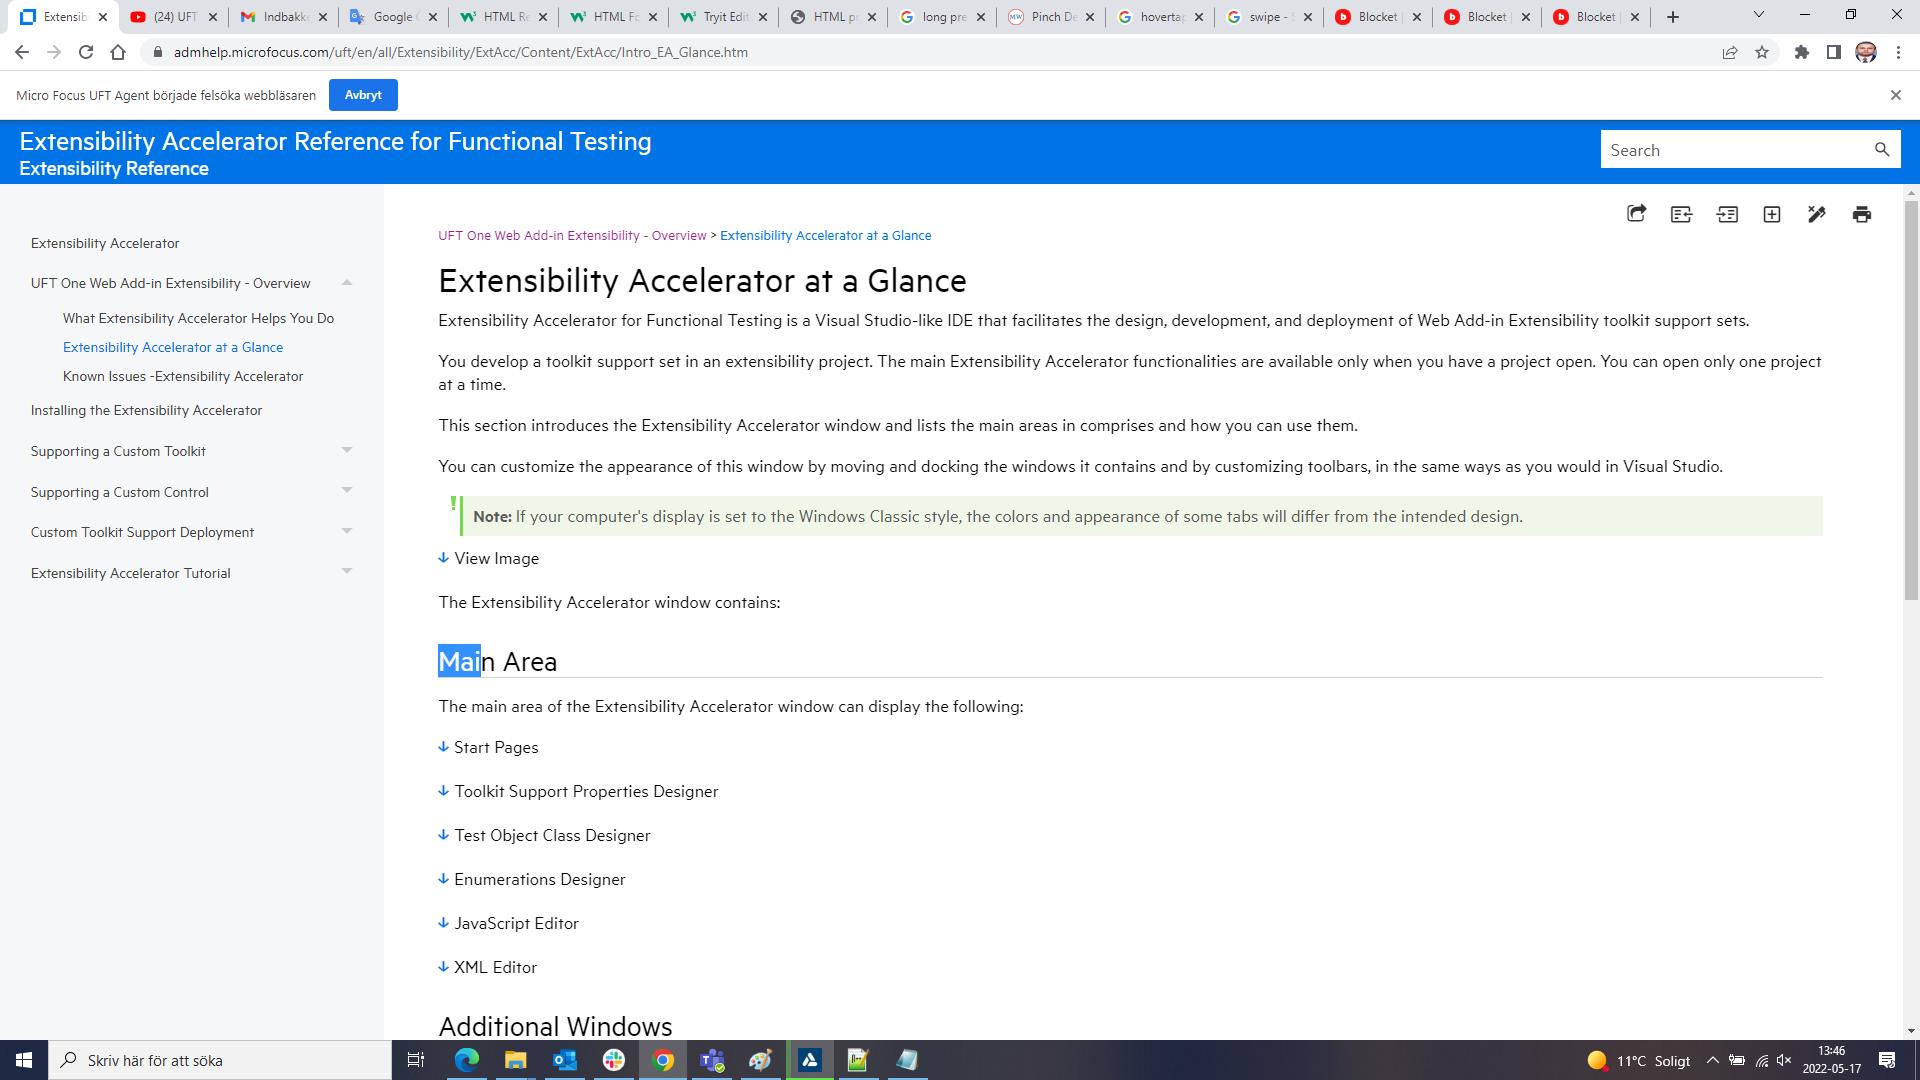 Extensib
(24) UFT
Indbakke
Google
HTML Re
HTML Fo
Tryit Edit
HTML pr
long pre
Pinch De
hoverta
swipe - S
Blocket
Blocket
Blocket
admhelp.microfocus.com/uft/en/all/Extensibility/ExtAcc/Content/ExtAcc/Intro_EA_Glance.htm
Micro Focus UFT Agent började felsöka webbläsaren Avbryt
Extensibility Accelerator Reference for Functional Testing
Extensibility Reference
Search
Extensibility Accelerator
UFT One Web Add-in Extensibility - Overview
What Extensibility Accelerator Helps You Do
Extensibility Accelerator at a Glance
Known Issues -Extensibility Accelerator
Installing the Extensibility Accelerator
Supporting a Custom Toolkit
Supporting a Custom Control
Custom Toolkit Support Deployment
Extensibility Accelerator Tutorial
UFT One Web Add-in Extensibility - Overview > Extensibility Accelerator at a Glance
Extensibility Accelerator at a Glance
Extensibility Accelerator for Functional Testing is a Visual Studio-like IDE that facilitates the design, development, and deployment of Web Add-in Extensibility toolkit support sets.
You develop a toolkit support set in an extensibility project. The main Extensibility Accelerator functionalities are available only when you have a project open. You can open only one project
at a time.
This section introduces the Extensibility Accelerator window and lists the main areas in comprises and how you can use them.
You can customize the appearance of this window by moving and docking the windows it contains and by customizing toolbars, in the same ways as you would in Visual Studio.
Note: If your computer's display is set to the Windows Classic style, the colors and appearance of some tabs will differ from the intended design.
View Image
The Extensibility Accelerator window contains:
Main Area
The main area of the Extensibility Accelerator window can display the following:
Start Pages
Toolkit Support Properties Designer
Test Object Class Designer
Enumerations Designer
JavaScript Editor
XML Editor
Additional Windows
Skriv här för att söka
11°C Soligt
13:46
2022-05-17